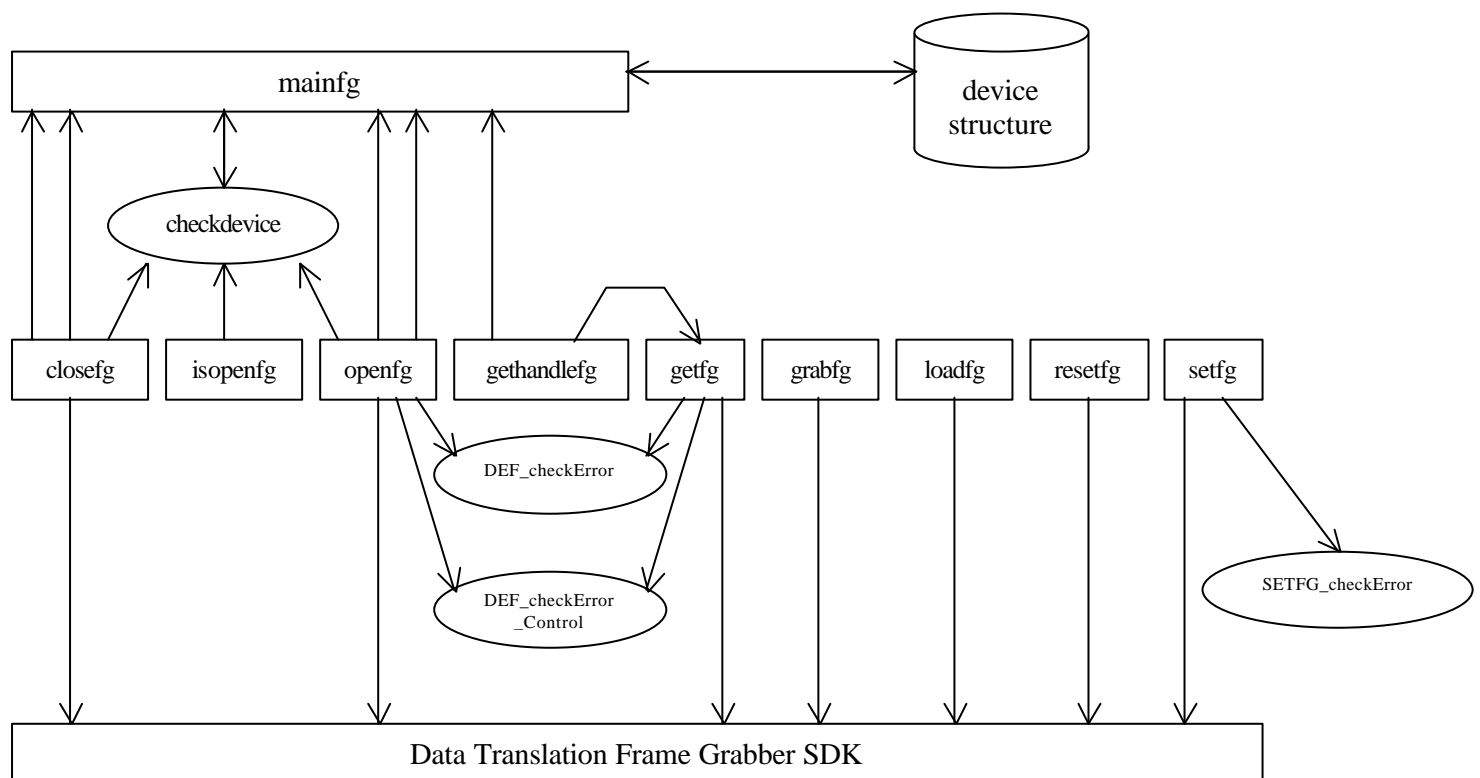 mainfg
device
structure
checkdevice
closefg
isopenfg
openfg
gethandlefg
getfg
grabfg
loadfg
resetfg
setfg
DEF_checkError
DEF_checkError
_Control
SETFG_checkError
Data Translation Frame Grabber SDK